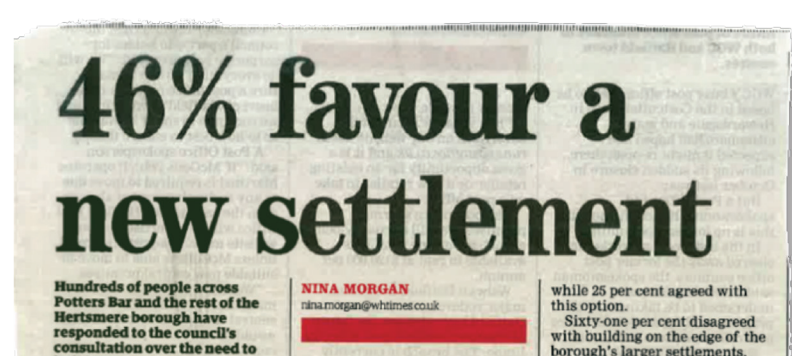 46% favour a
new settlement
Hundreds of people across
Potters Bar and the rest of the
Hertsmere borough have
responded to the council's
consultation over the need to
NINA MORGAN
nina.morgan@whtimes.co.uk
while 25 per cent agreed with
this option.
Sixty-one per cent disagreed
with building on the edge of the
borough's larger settlements.